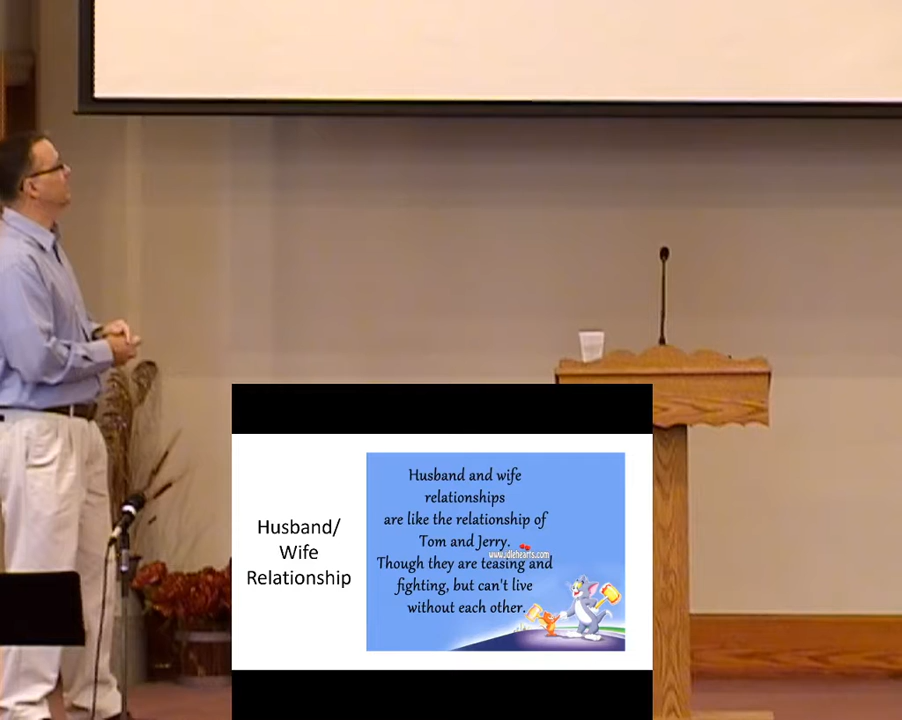 Husband/
Wife
Relationship
Husband and wife
relationships
are like the relationship of
Tom and Jerry.
www.idlehearts.com
Though they are teasing and
fighting, but can't live
without each other.